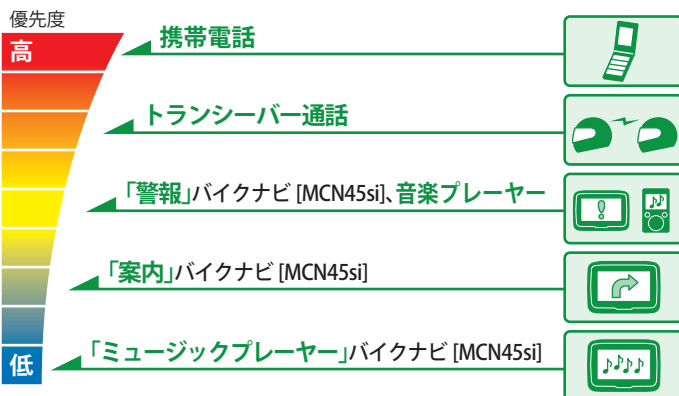 優先度
高
携帯電話
トランシーバー通話
「警報」バイクナビ [MCN45si]、音楽プレーヤー
「案内」バイクナビ [MCN45si]
「ミュージックプレーヤー」バイクナビ [MCN45si]
低